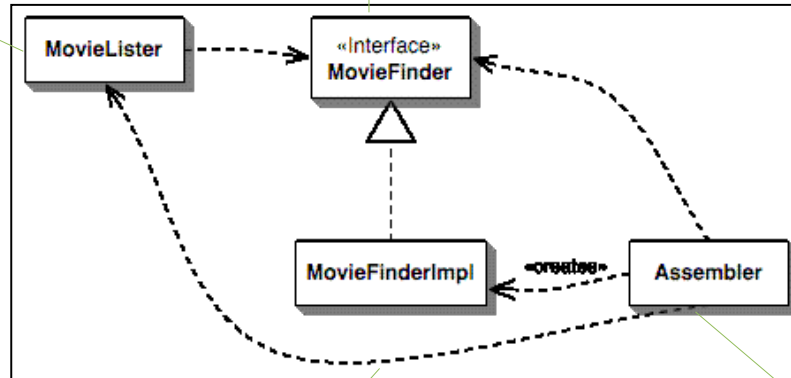 MovieLister
«Interface»
MovieFinder
MovieFinderImpl
«creates»
Assembler